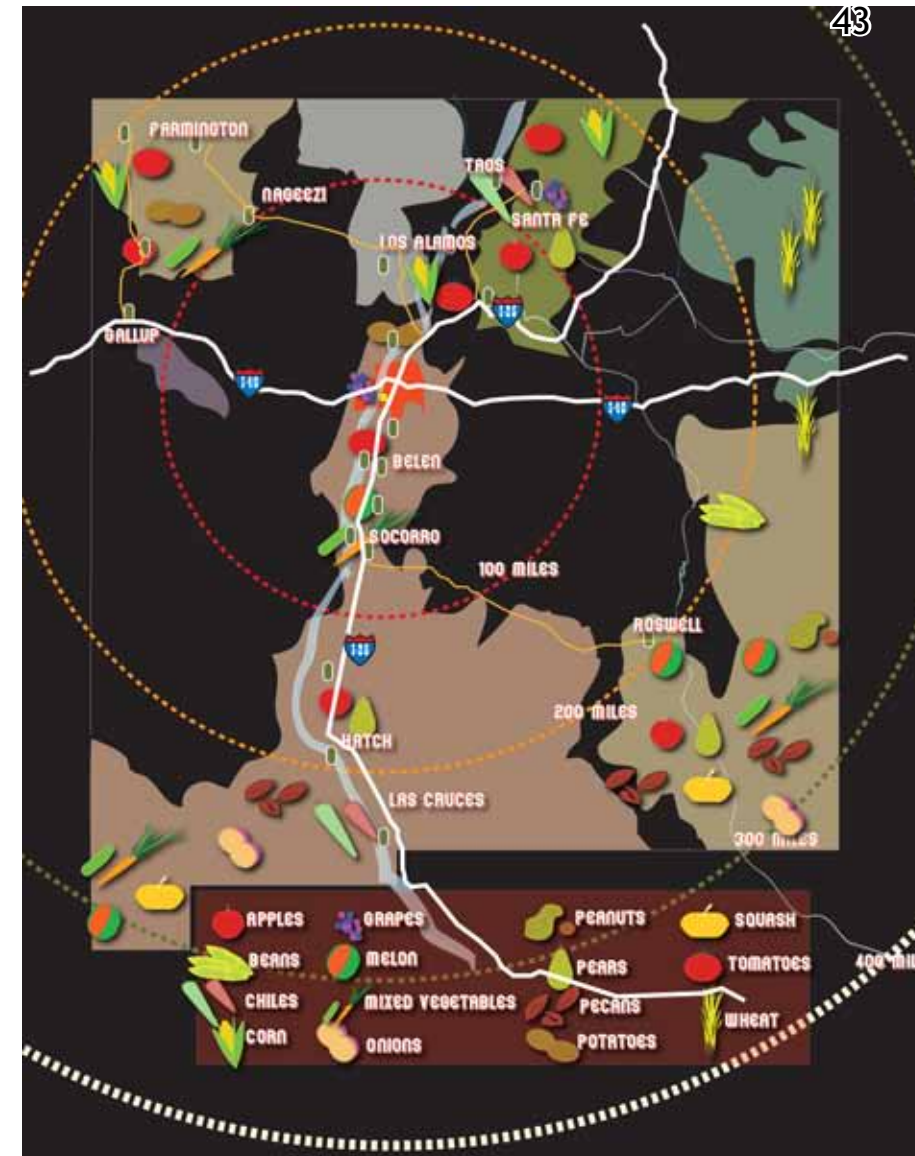 43
FARMINGTON
TAOS
NAGEEZI
SANTA FE
LOS ALAMOS
I-25
GALLUP
I-40
I-40
BELEN
SOCORRO
100 MILES
ROSWELL
I-25
200 MILES
HATCH
LAS CRUCES
300 MILES
APPLES
GRAPES
PEANUTS
SQUASH
BEANS
MELON
PEARS
TOMATOES
400 MIL
CHILES
MIXED VEGETABLES
PECANS
WHEAT
CORN
ONIONS
POTATOES